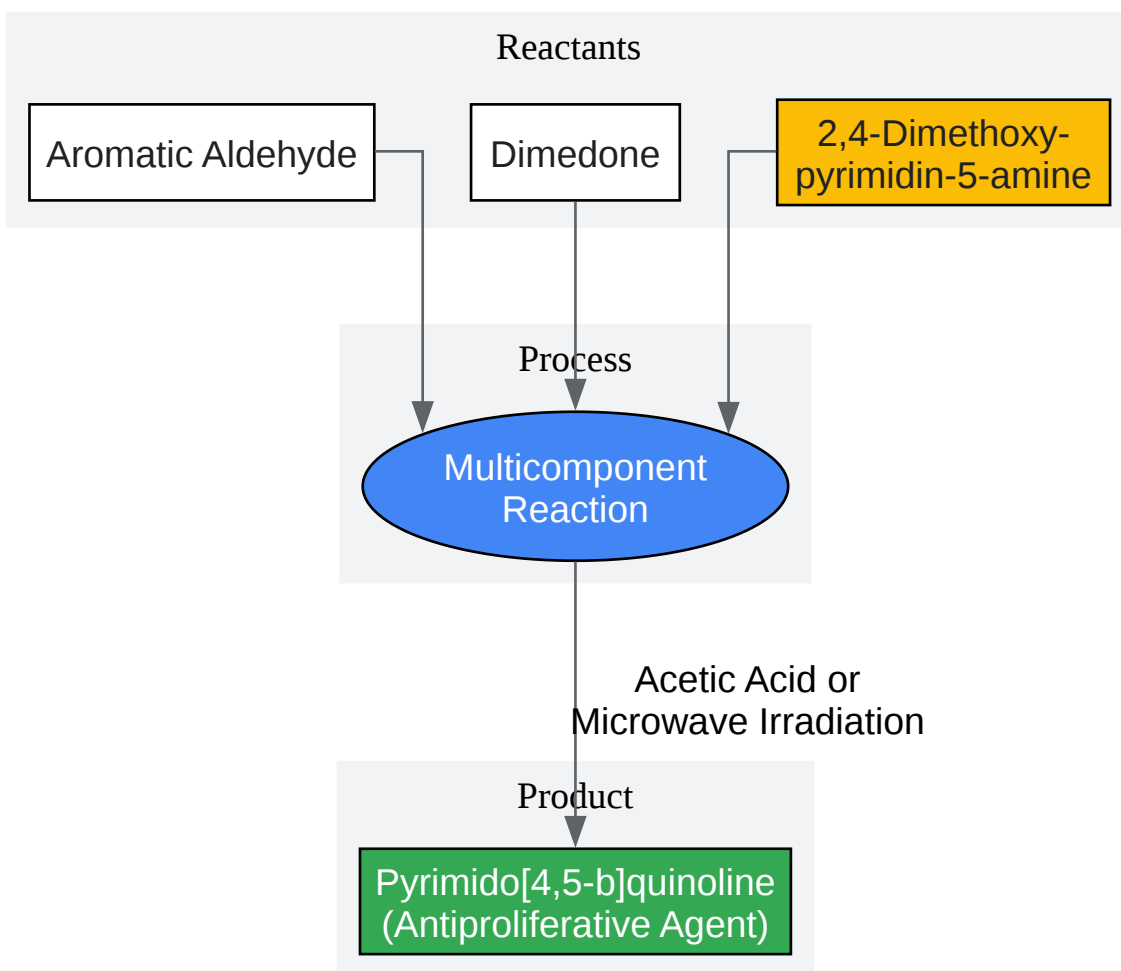 Reactants
Aromatic Aldehyde
Dimedone
2,4-Dimethoxy-
pyrimidin-5-amine
Process
Multicomponent
Reaction
Acetic Acid or
Microwave Irradiation
Product
Pyrimido[4,5-b]quinoline
(Antiproliferative Agent)